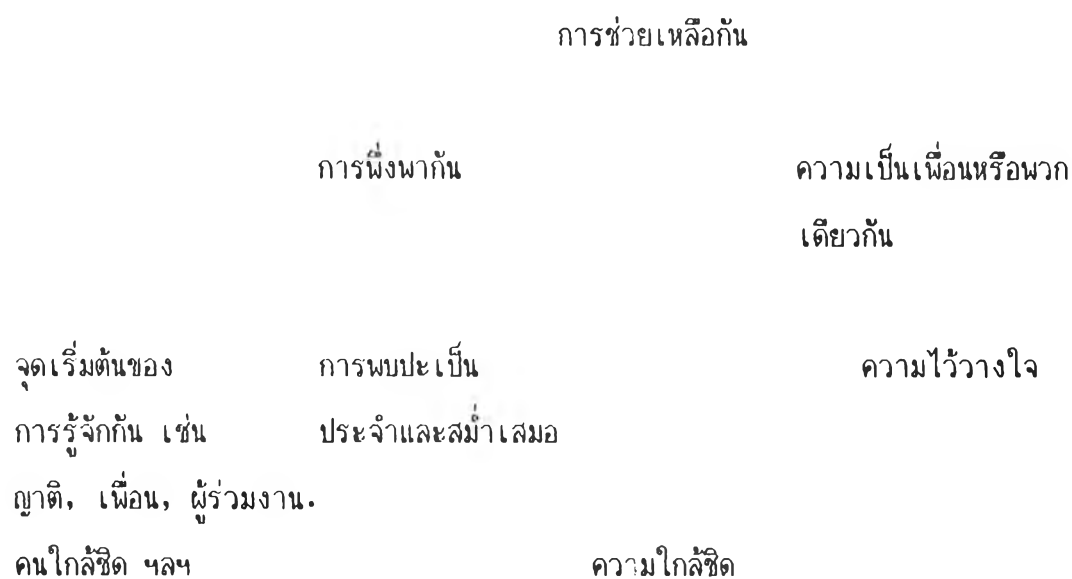 การช่วยเหลือกัน
การพึ่งพากัน ความเป็นเพื่อนหรือพวก
เดียวกัน
จุดเริ่มต้นของ การพบปะเป็น ความไว้วางใจ
การรู้จักกัน เช่น ประจำและสม่ำเสมอ
ญาติ, เพื่อน, ผู้ร่วมงาน.
คนใกล้ชิด ฯลฯ ความใกล้ชิด